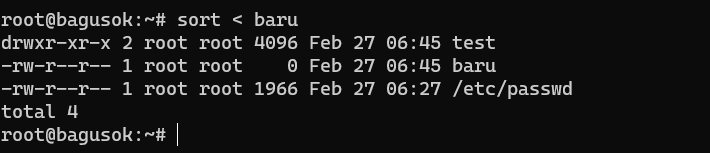 root@bagusok:~# sort < baru
drwxr-xr-x 2 root root 4096 Feb 27 06:45 test
-rw-r--r-- 1 root root    0 Feb 27 06:45 baru
-rw-r--r-- 1 root root 1966 Feb 27 06:27 /etc/passwd
total 4
root@bagusok:~#